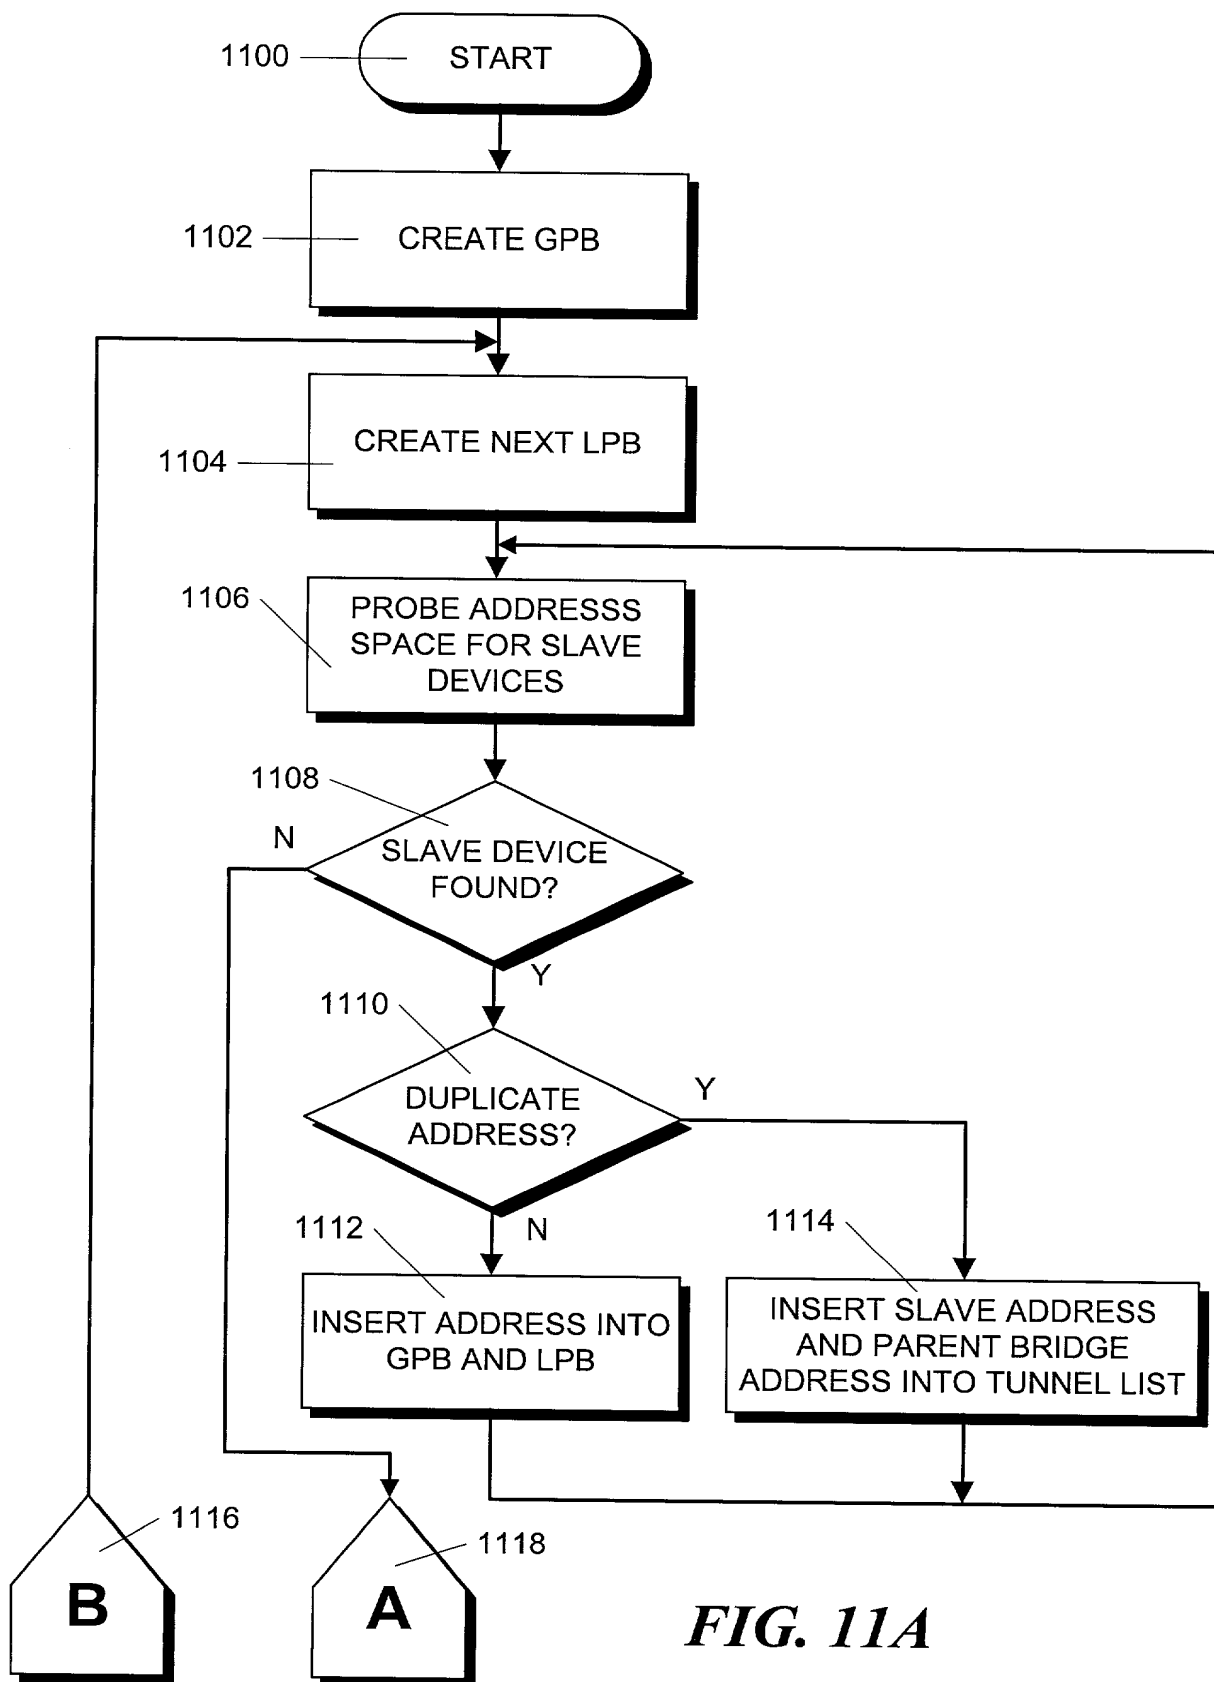 1100
START
1102
CREATE GPB
1104
CREATE NEXT LPB
1106
PROBE ADDRESSS
SPACE FOR SLAVE
DEVICES
1108
N
SLAVE DEVICE
FOUND?
Y
1110
DUPLICATE
ADDRESS?
Y
N
1112
INSERT ADDRESS INTO
GPB AND LPB
1114
INSERT SLAVE ADDRESS
AND PARENT BRIDGE
ADDRESS INTO TUNNEL LIST
1116
B
1118
A
FIG. 11A